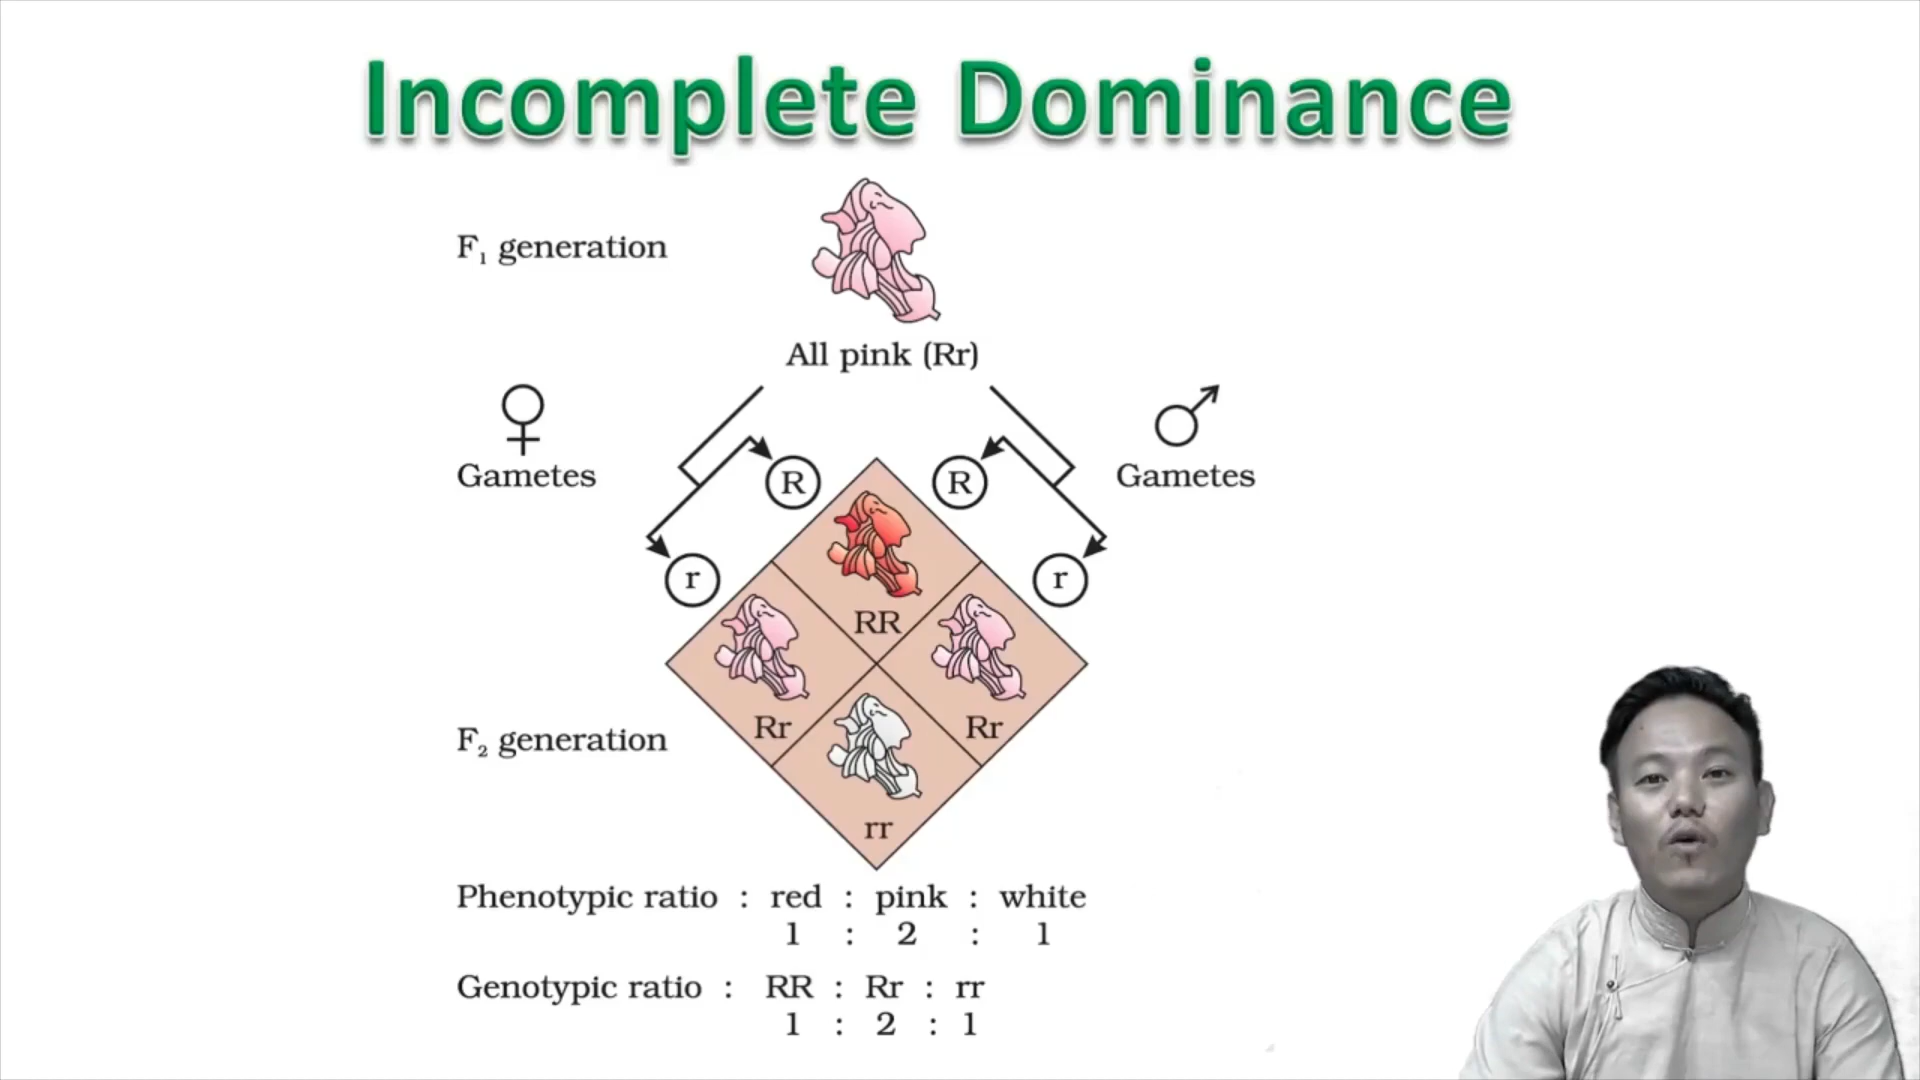 Incomplete Dominance
F₁ generation
All pink (Rr)
Gametes
Gametes
R
R
r
r
RR
Rr
Rr
F₂ generation
rr
Phenotypic ratio : red : pink : white
1 : 2 : 1
Genotypic ratio : RR : Rr : rr
1 : 2 : 1